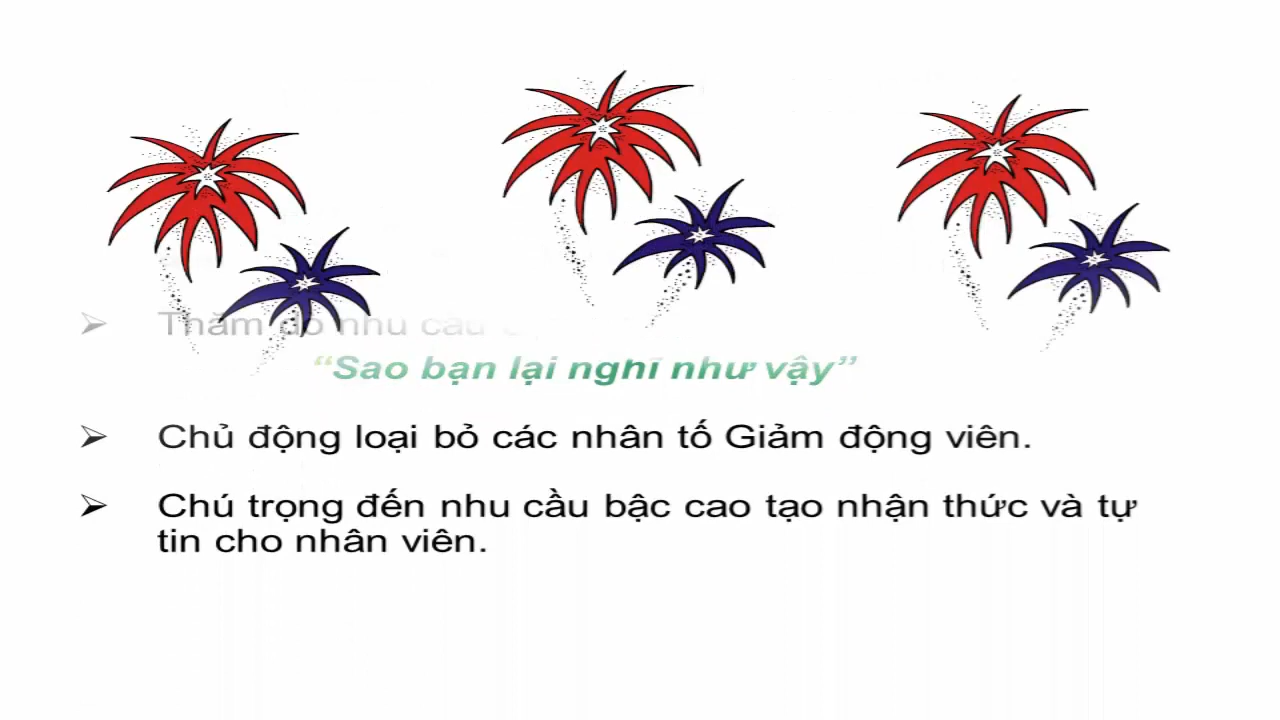 ➢ Thăm dò nhu cầu
“Sao bạn lại nghĩ như vậy”
➢ Chủ động loại bỏ các nhân tố Giảm động viên.
➢ Chú trọng đến nhu cầu bậc cao tạo nhận thức và tự
tin cho nhân viên.